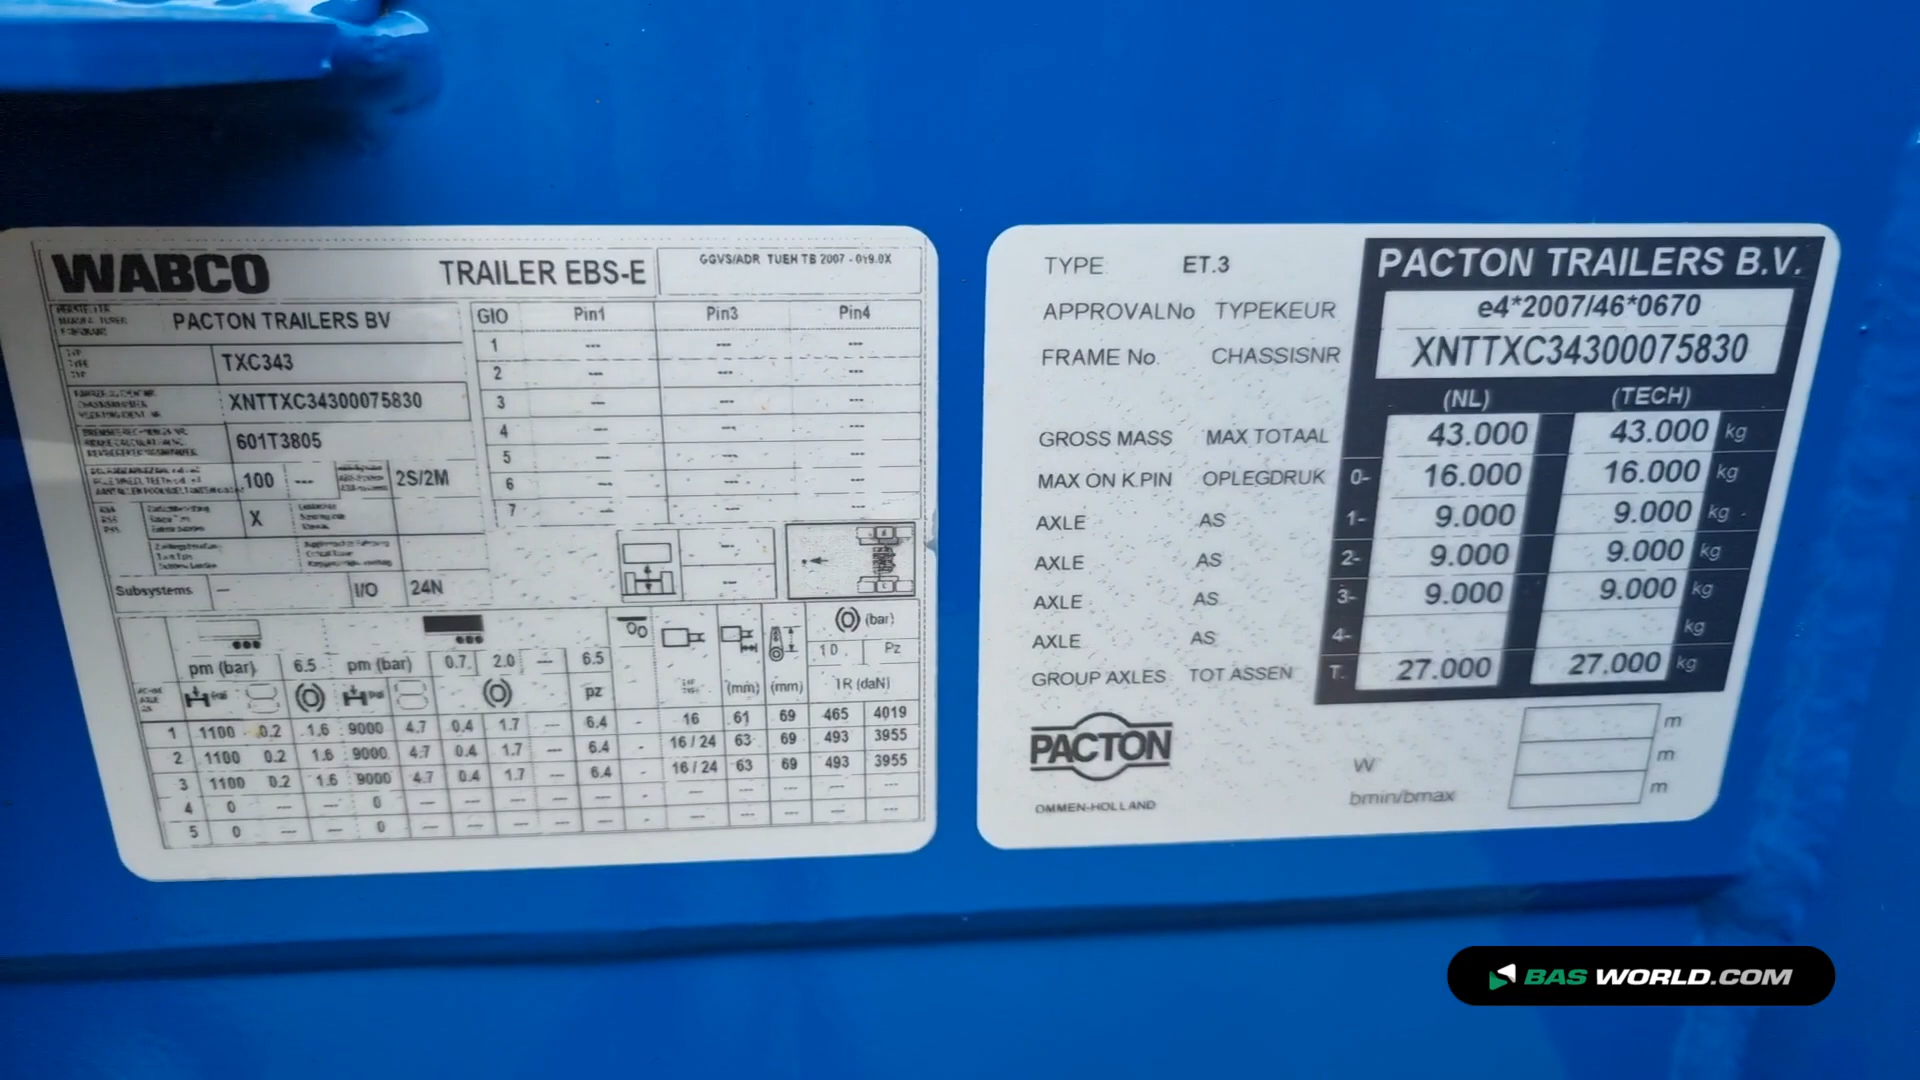 WABCO TRAILER EBS-E GGVS/ADR TUEH TB 2007 - 019.0X
PACTON TRAILERS BV
TYPE TXC343
XNTTXC34300075830
601T3805
100 --- 2S/2M
X
Subsystems --- I/O 24N
GIO Pin1 Pin3 Pin4
1 --- --- ---
2 --- --- ---
3 --- --- ---
4 --- --- ---
5 --- --- ---
6 --- --- ---
7 --- --- ---
---
---
(bar)
pm (bar) 6.5 pm (bar) 0.7 2.0 --- 6.5 10 Pz
pz (mm) (mm) 1R (daN)
1 1100 0.2 1.6 9000 4.7 0.4 1.7 --- 6.4 - 16 61 69 465 4019
2 1100 0.2 1.6 9000 4.7 0.4 1.7 --- 6.4 - 16 / 24 63 69 493 3955
3 1100 0.2 1.6 9000 4.7 0.4 1.7 --- 6.4 - 16 / 24 63 69 493 3955
4 0 --- --- 0 --- --- --- --- --- - --- --- --- --- ---
5 0 --- --- 0 --- --- --- --- --- - --- --- --- --- ---
TYPE ET.3 PACTON TRAILERS B.V.
APPROVALNo TYPEKEUR e4*2007/46*0670
FRAME No. CHASSISNR XNTTXC34300075830
(NL) (TECH)
GROSS MASS MAX TOTAAL 43.000 43.000 kg
MAX ON K.PIN OPLEGDRUK 0- 16.000 16.000 kg
AXLE AS 1- 9.000 9.000 kg
AXLE AS 2- 9.000 9.000 kg
AXLE AS 3- 9.000 9.000 kg
AXLE AS 4- kg
GROUP AXLES TOT ASSEN T. 27.000 27.000 kg
PACTON
OMMEN-HOLLAND
m
W m
bmin/bmax m
BAS WORLD.COM